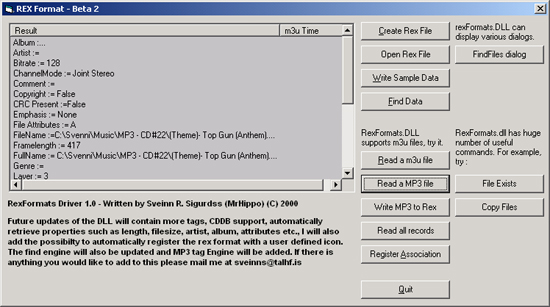 REX Format - Beta 2
Result m3u Time
Album :...
Artist :=
Bitrate := 128
ChannelMode := Joint Stereo
Comment :=
Copyright := False
CRC Present :=False
Emphasis := None
File Attributes := A
FileName :=C:\Svenni\Music\MP3 - CD#22\(Theme)- Top Gun (Anthem)....
Framelength := 417
FullName := C:\Svenni\Music\MP3 - CD#22\(Theme)- Top Gun (Anthem)....
Genre :=
Layer := 3
RexFormats Driver 1.0 - Written by Sveinn R. Sigurdss (MrHippo) (C) 2000
Future updates of the DLL will contain more tags, CDDB support, automatically
retrieve properties such as length, filesize, artist, album, attributes etc., I will
also add the possibilty to automatically register the rex format with a user defined icon.
The find engine will also be updated and MP3 tag Engine will be added. If there is
anything you would like to add to this please mail me at sveinns@talhf.is
Create Rex File
Open Rex File
Write Sample Data
Find Data
RexFormats.DLL
supports m3u files, try it.
Read a m3u file
Read a MP3 file
Write MP3 to Rex
Read all records
Register Association
Quit
rexFormats.DLL can
display various dialogs.
FindFiles dialog
RexFormats.dll has huge
number of useful
commands. For example,
try :
File Exists
Copy Files